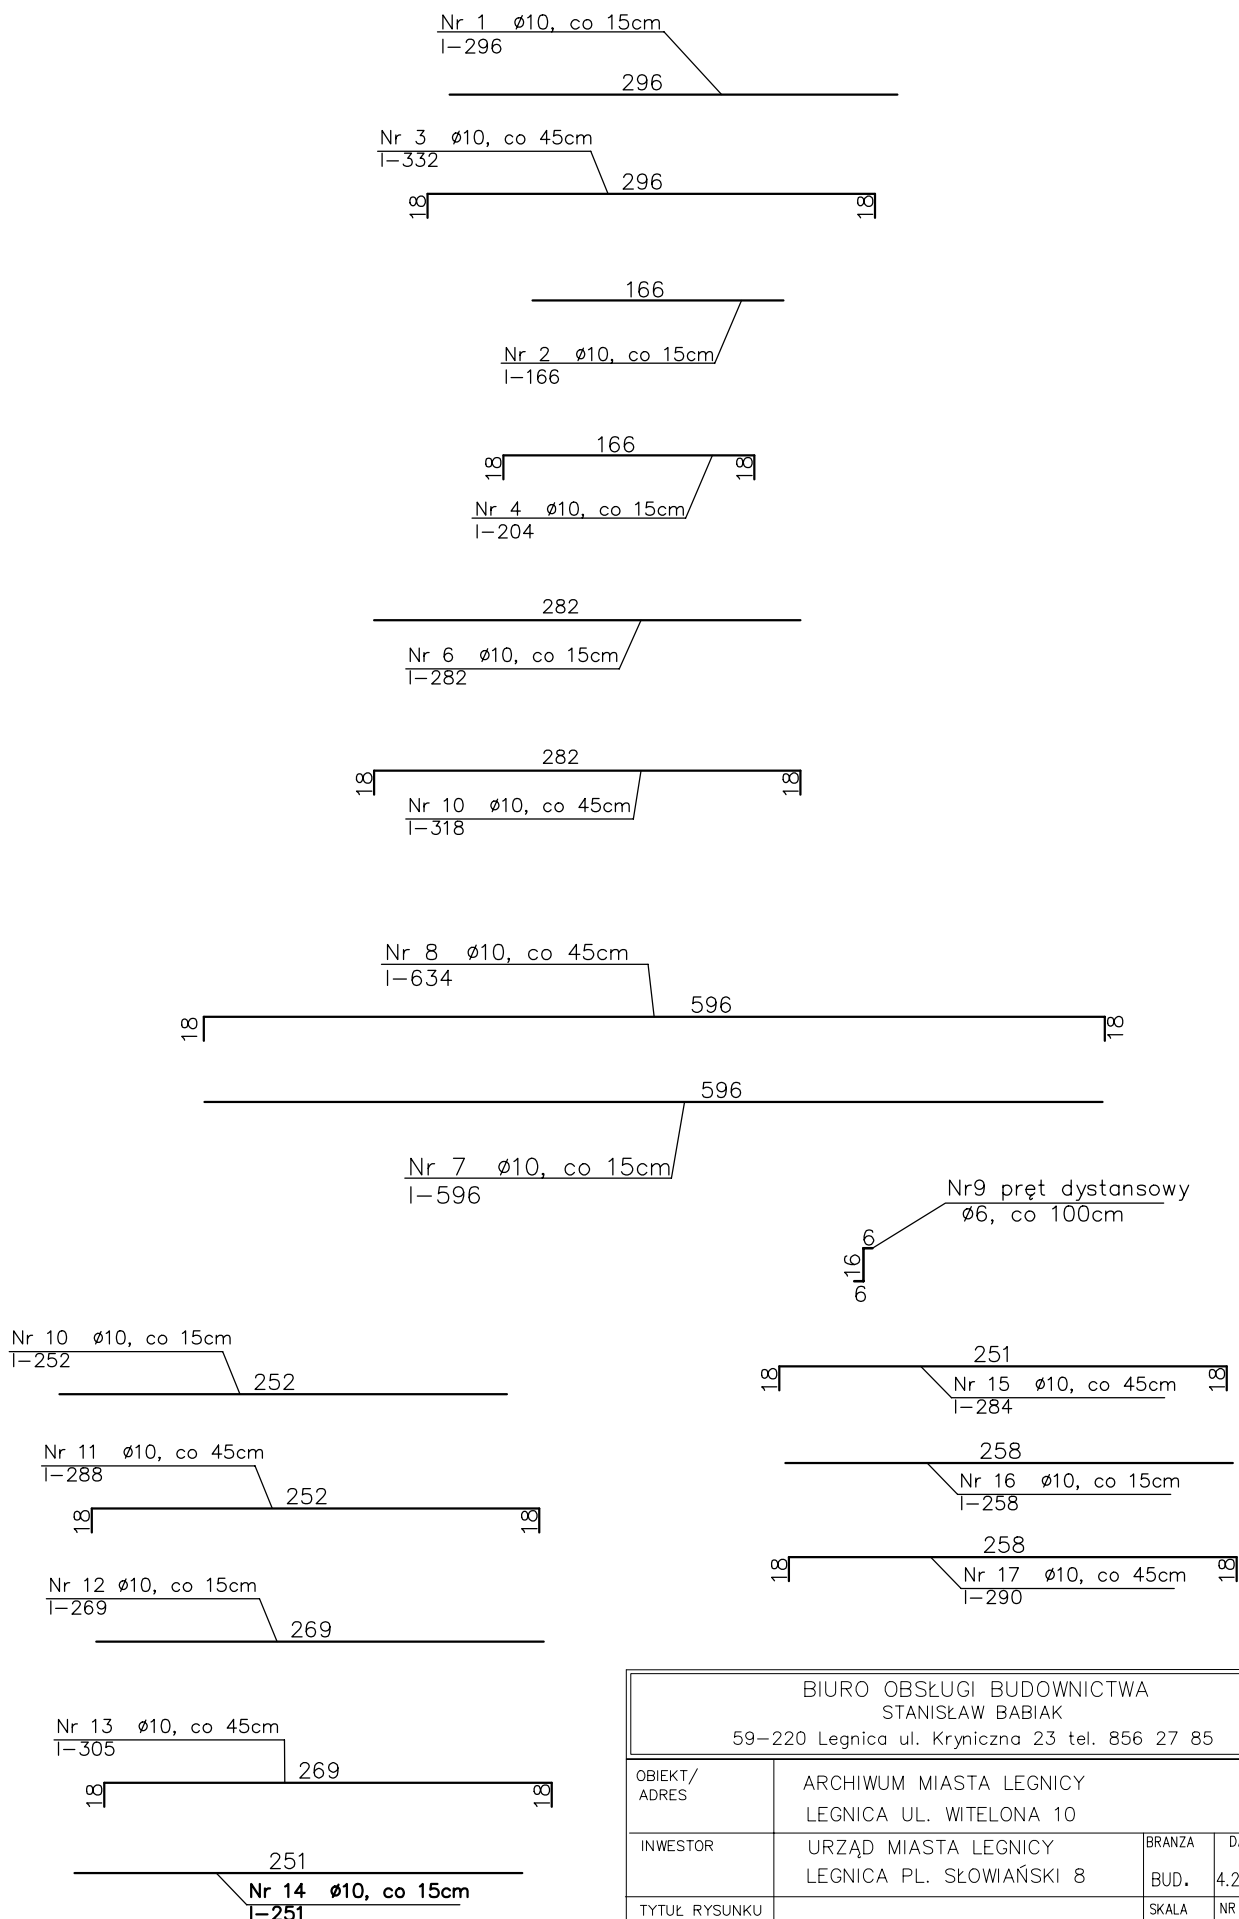 Nr 1 ø10, co 15cm
l-296
296
Nr 3 ø10, co 45cm
l-332
296
18
18
166
Nr 2 ø10, co 15cm
l-166
166
18
18
Nr 4 ø10, co 15cm
l-204
282
Nr 6 ø10, co 15cm
l-282
282
18
18
Nr 10 ø10, co 45cm
l-318
Nr 8 ø10, co 45cm
l-634
596
18
18
596
Nr 7 ø10, co 15cm
l-596
Nr9 pręt dystansowy
ø6, co 100cm
6
16
6
Nr 10 ø10, co 15cm
l-252
252
Nr 11 ø10, co 45cm
l-288
252
18
18
Nr 12 ø10, co 15cm
l-269
269
Nr 13 ø10, co 45cm
l-305
269
18
18
251
Nr 14 ø10, co 15cm
l-251
251
18
18
Nr 15 ø10, co 45cm
l-284
258
Nr 16 ø10, co 15cm
l-258
258
18
18
Nr 17 ø10, co 45cm
l-290
BIURO OBSŁUGI BUDOWNICTWA
STANISŁAW BABIAK
59-220 Legnica ul. Kryniczna 23 tel. 856 27 85
OBIEKT/
ADRES
ARCHIWUM MIASTA LEGNICY
LEGNICA UL. WITELONA 10
INWESTOR
URZĄD MIASTA LEGNICY
LEGNICA PL. SŁOWIAŃSKI 8
BRANZA
BUD.
4.2
TYTUŁ RYSUNKU
SKALA
NR